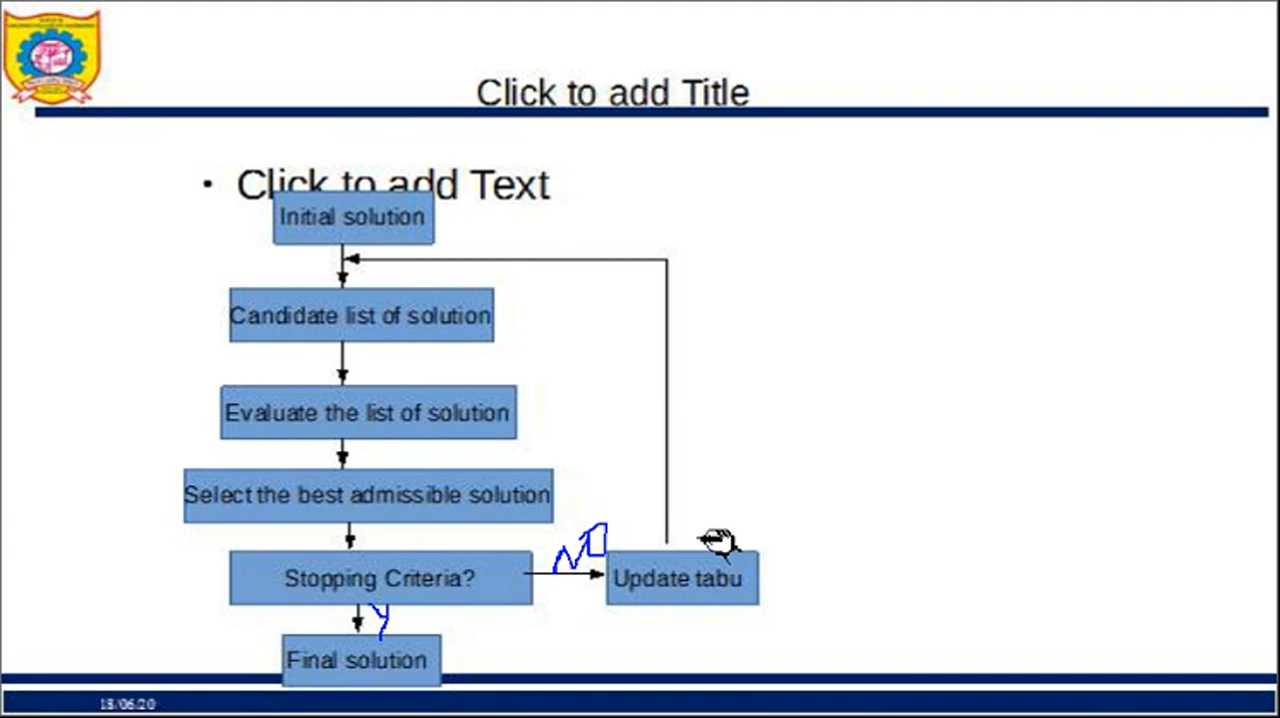 Click to add Title
• Click to add Text
Initial solution
Candidate list of solution
Evaluate the list of solution
Select the best admissible solution
NO
Stopping Criteria?
Update tabu
y
Final solution
18/06/20